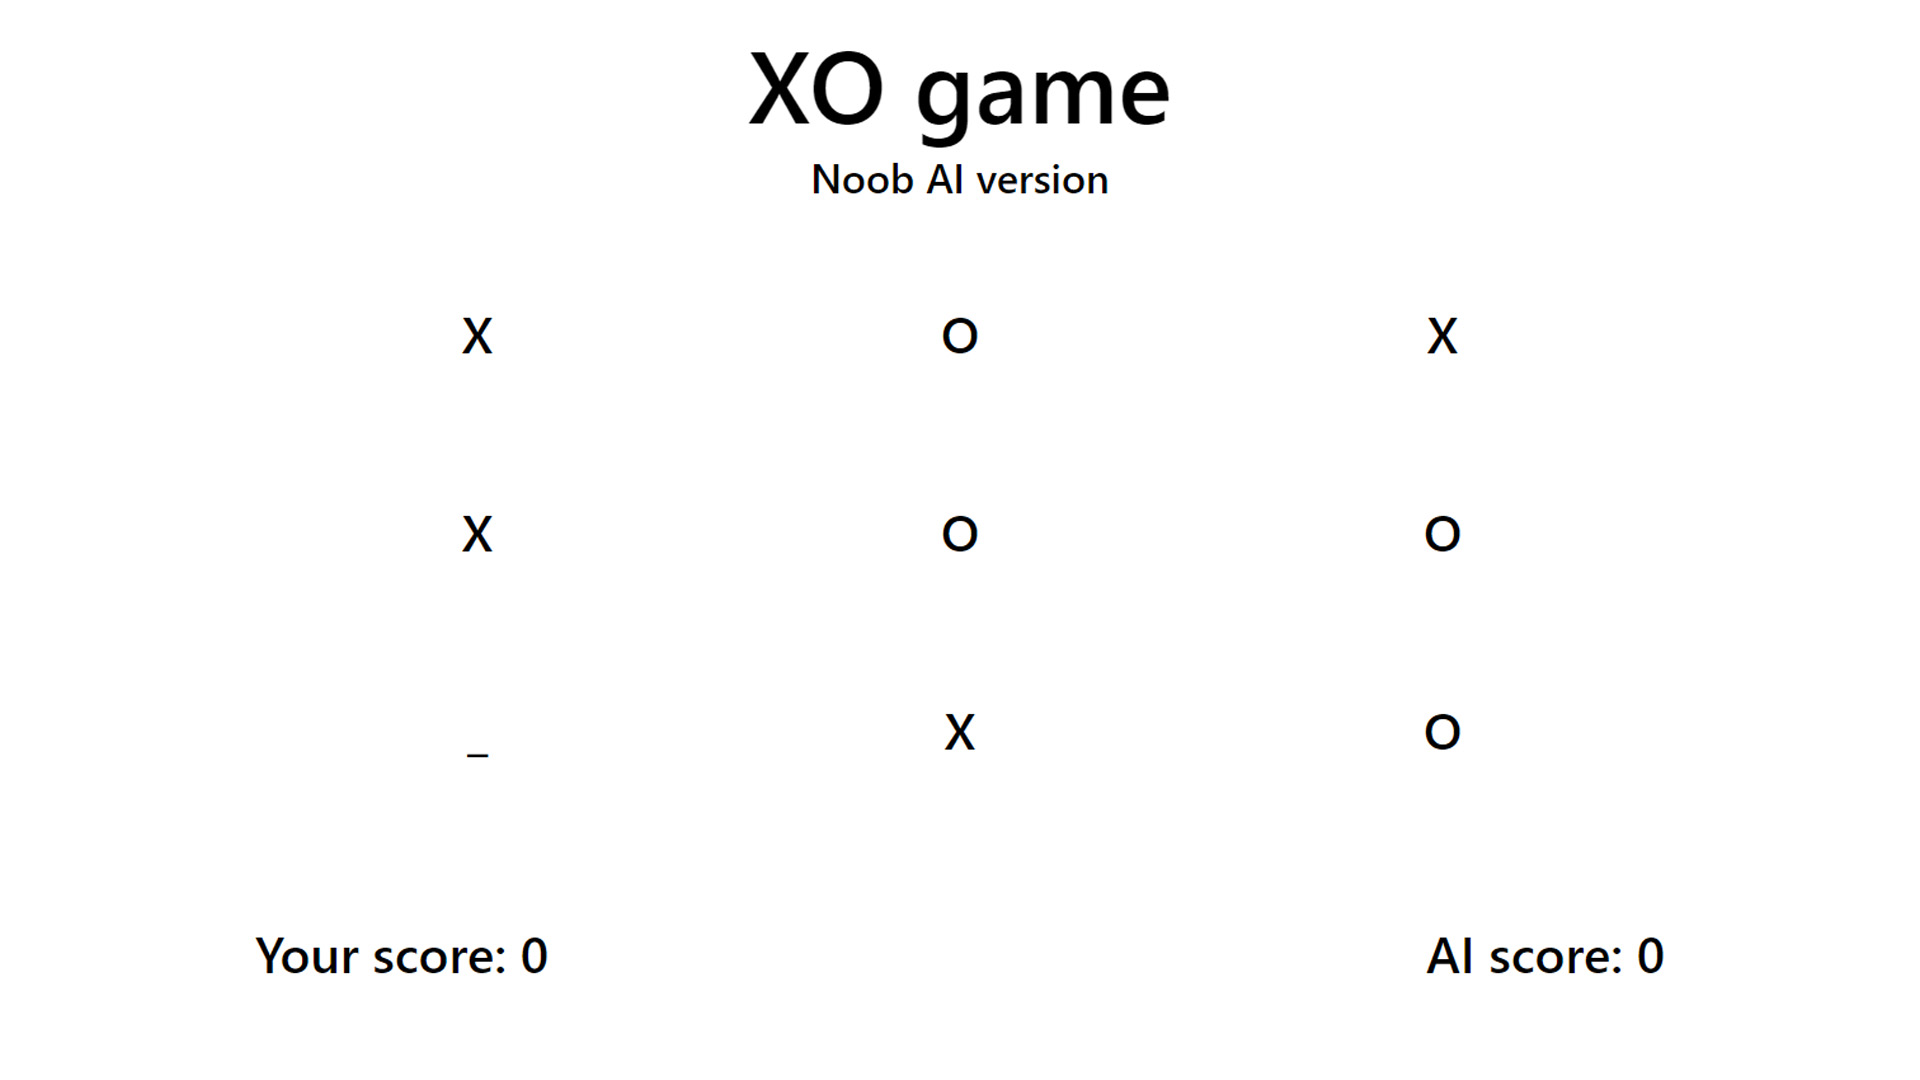 XO game
Noob AI version
X O X
X O O
_ X O
Your score: 0 AI score: 0